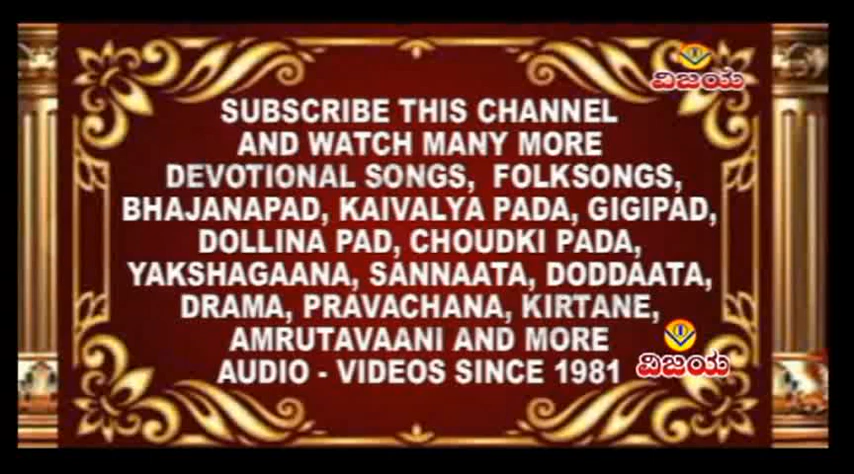 ವಿಜಯ
SUBSCRIBE THIS CHANNEL
AND WATCH MANY MORE
DEVOTIONAL SONGS, FOLKSONGS,
BHAJANAPAD, KAIVALYA PADA, GIGIPAD,
DOLLINA PAD, CHOUDKI PADA,
YAKSHAGAANA, SANNAATA, DODDAATA,
DRAMA, PRAVACHANA, KIRTANE,
AMRUTAVAANI AND MORE
AUDIO - VIDEOS SINCE 1981
ವಿಜಯ